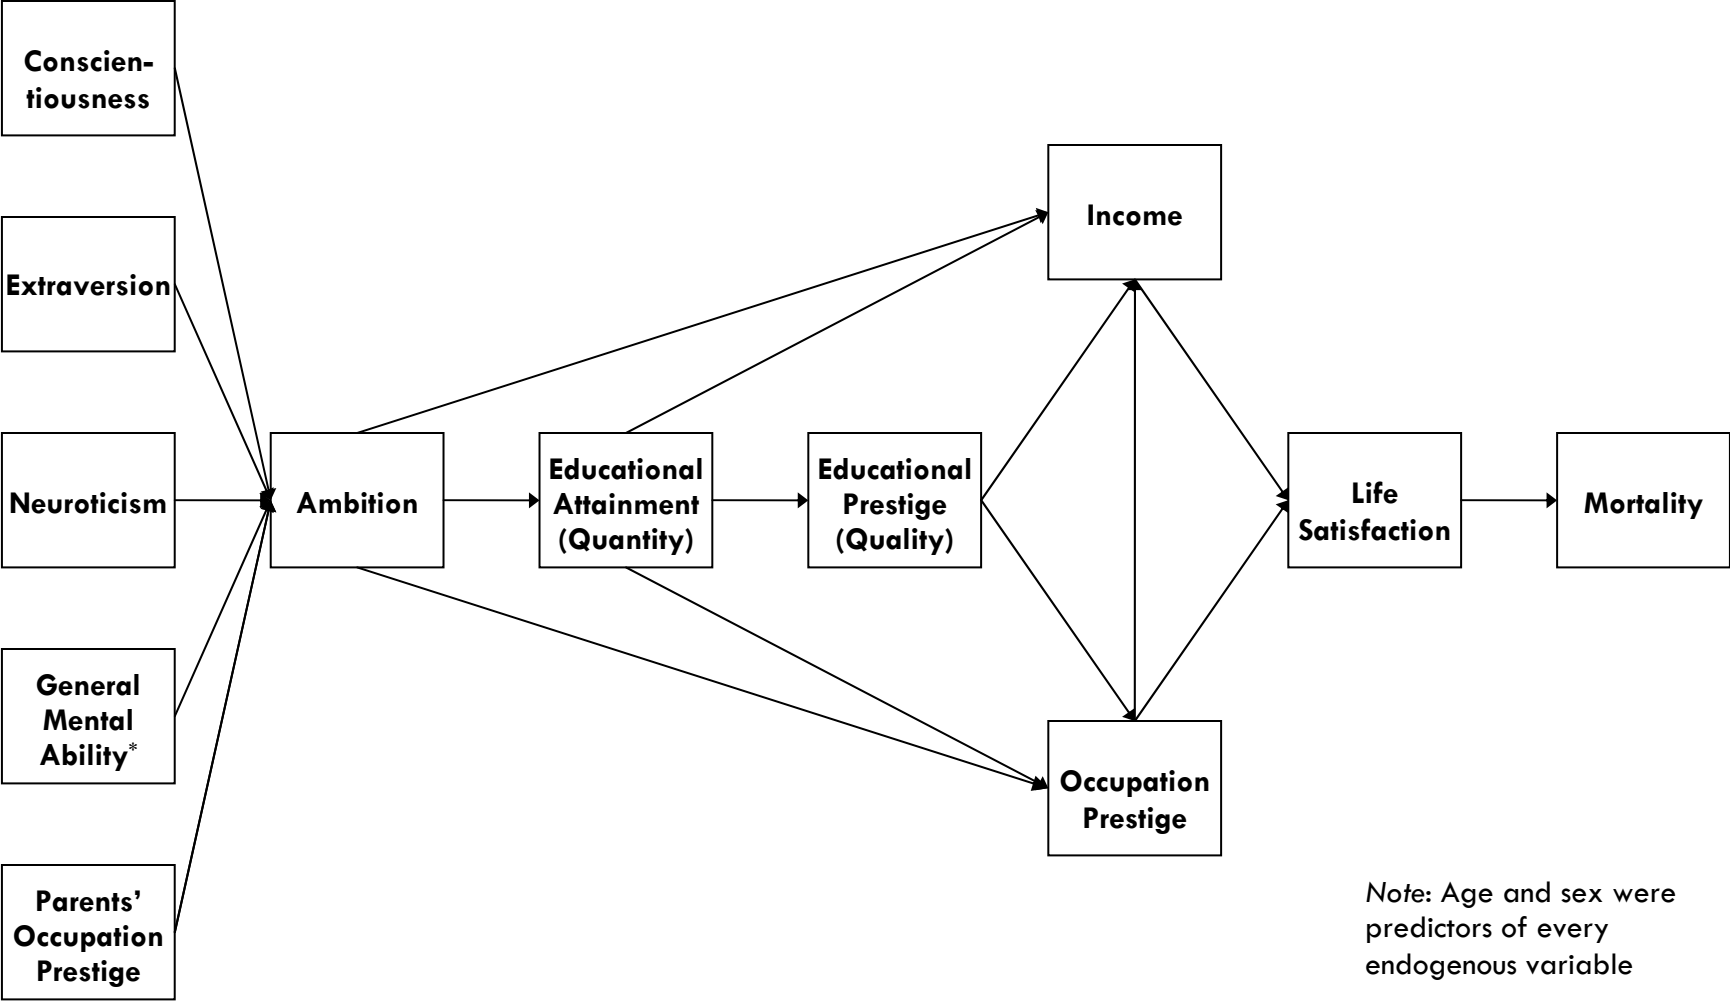 Conscien-
tiousness
Extraversion
Neuroticism
General
Mental
Ability*
Parents’
Occupation
Prestige
Ambition
Educational
Attainment
(Quantity)
Educational
Prestige
(Quality)
Income
Occupation
Prestige
Life
Satisfaction
Mortality
Note: Age and sex were
predictors of every
endogenous variable